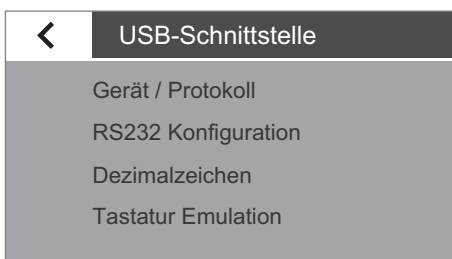 USB-Schnittstelle
Gerät / Protokoll
RS232 Konfiguration
Dezimalzeichen
Tastatur Emulation